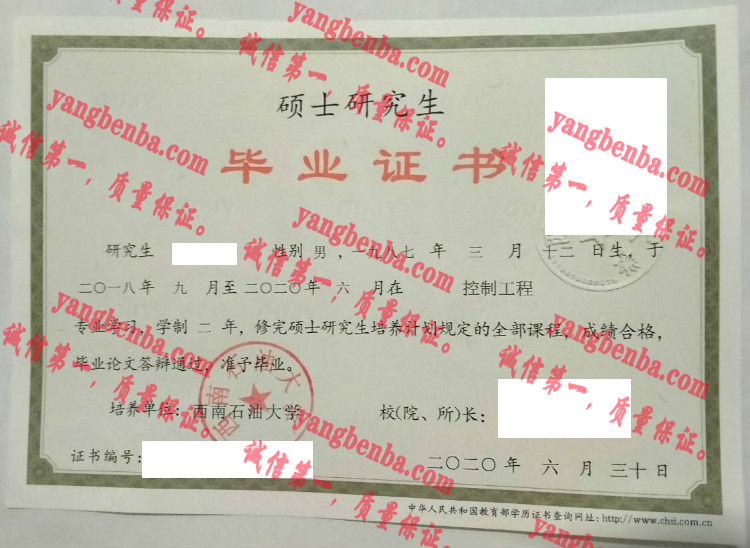 硕士研究生
毕业证书
研究生 性别 男 ，一九八七 年 三 月 十二 日生，于
二〇一八年 九 月至二〇二〇年 六 月在 控制工程
专业学习，学制 二 年，修完硕士研究生培养计划规定的全部课程，成绩合格，
毕业论文答辩通过，准予毕业。
培养单位：西南石油大学 校(院、所)长：
西南石油大
证书编号：
二〇二〇年 六 月 三十日
中华人民共和国教育部学历证书查询网址：http://www.chsi.com.cn
yangbenba.com
诚信第一，质量保证。